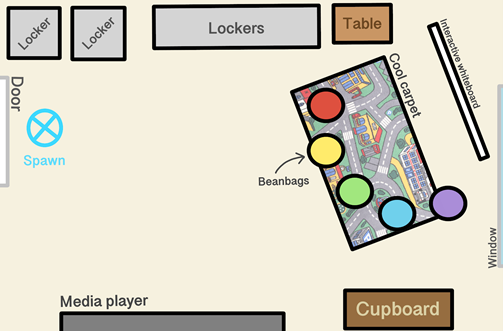 Locker
Locker
Lockers
Table
Interactive whiteboard
Door
Cool carpet
Spawn
Beanbags
Window
Media player
Cupboard